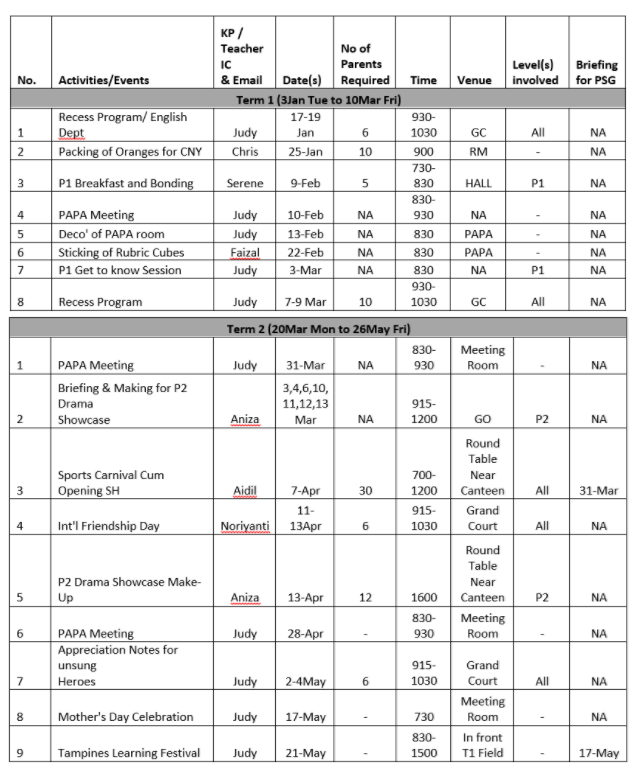 No. Activities/Events KP / Teacher IC & Email Date(s) No of Parents Required Time Venue Level(s) involved Briefing for PSG
Term 1 (3Jan Tue to 10Mar Fri)
1 Recess Program/ English Dept Judy 17-19 Jan 6 930-1030 GC All NA
2 Packing of Oranges for CNY Chris 25-Jan 10 900 RM - NA
3 P1 Breakfast and Bonding Serene 9-Feb 5 730-830 HALL P1 NA
4 PAPA Meeting Judy 10-Feb NA 830-930 NA - NA
5 Deco' of PAPA room Judy 13-Feb NA 830 PAPA - NA
6 Sticking of Rubric Cubes Faizal 22-Feb NA 830 PAPA - NA
7 P1 Get to know Session Judy 3-Mar NA 830 NA P1 NA
8 Recess Program Judy 7-9 Mar 10 930-1030 GC All NA
Term 2 (20Mar Mon to 26May Fri)
1 PAPA Meeting Judy 31-Mar NA 830-930 Meeting Room - NA
2 Briefing & Making for P2 Drama Showcase Aniza 3,4,6,10, 11,12,13 Mar NA 915-1200 GO P2 NA
3 Sports Carnival Cum Opening SH Aidil 7-Apr 30 700-1200 Round Table Near Canteen All 31-Mar
4 Int'l Friendship Day Noriyanti 11-13Apr 6 915-1030 Grand Court All NA
5 P2 Drama Showcase Make-Up Aniza 13-Apr 12 1600 Round Table Near Canteen P2 NA
6 PAPA Meeting Judy 28-Apr - 830-930 Meeting Room - NA
7 Appreciation Notes for unsung Heroes Judy 2-4May 6 915-1030 Grand Court All NA
8 Mother's Day Celebration Judy 17-May - 730 Meeting Room - NA
9 Tampines Learning Festival Judy 21-May - 830-1500 In front T1 Field - 17-May